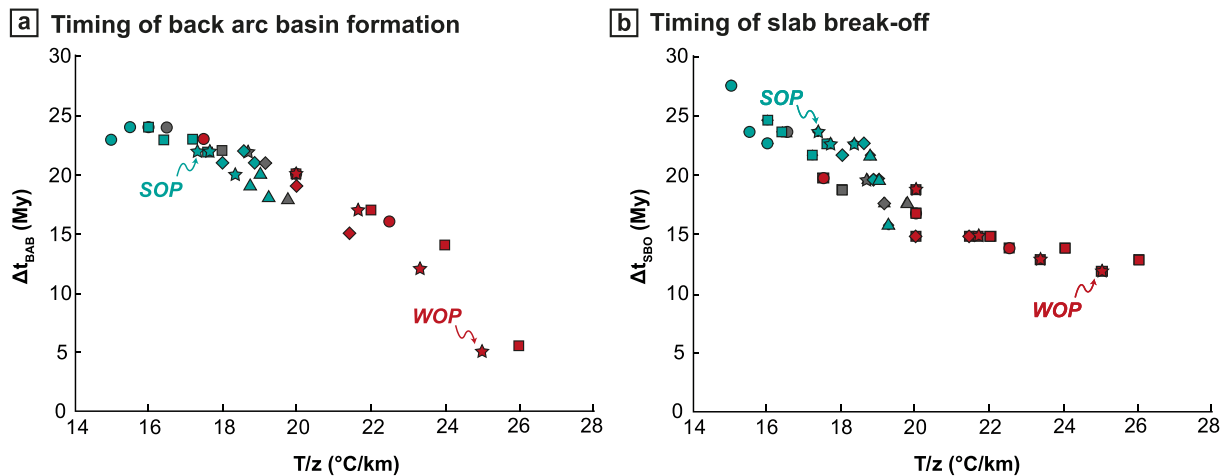 a Timing of back arc basin formation
30
25
20
15
10
5
0
14 16 18 20 22 24 26 28
Δt_BAB (My)
T/z (°C/km)
SOP
WOP
b Timing of slab break-off
30
25
20
15
10
5
0
14 16 18 20 22 24 26 28
Δt_SBO (My)
T/z (°C/km)
SOP
WOP